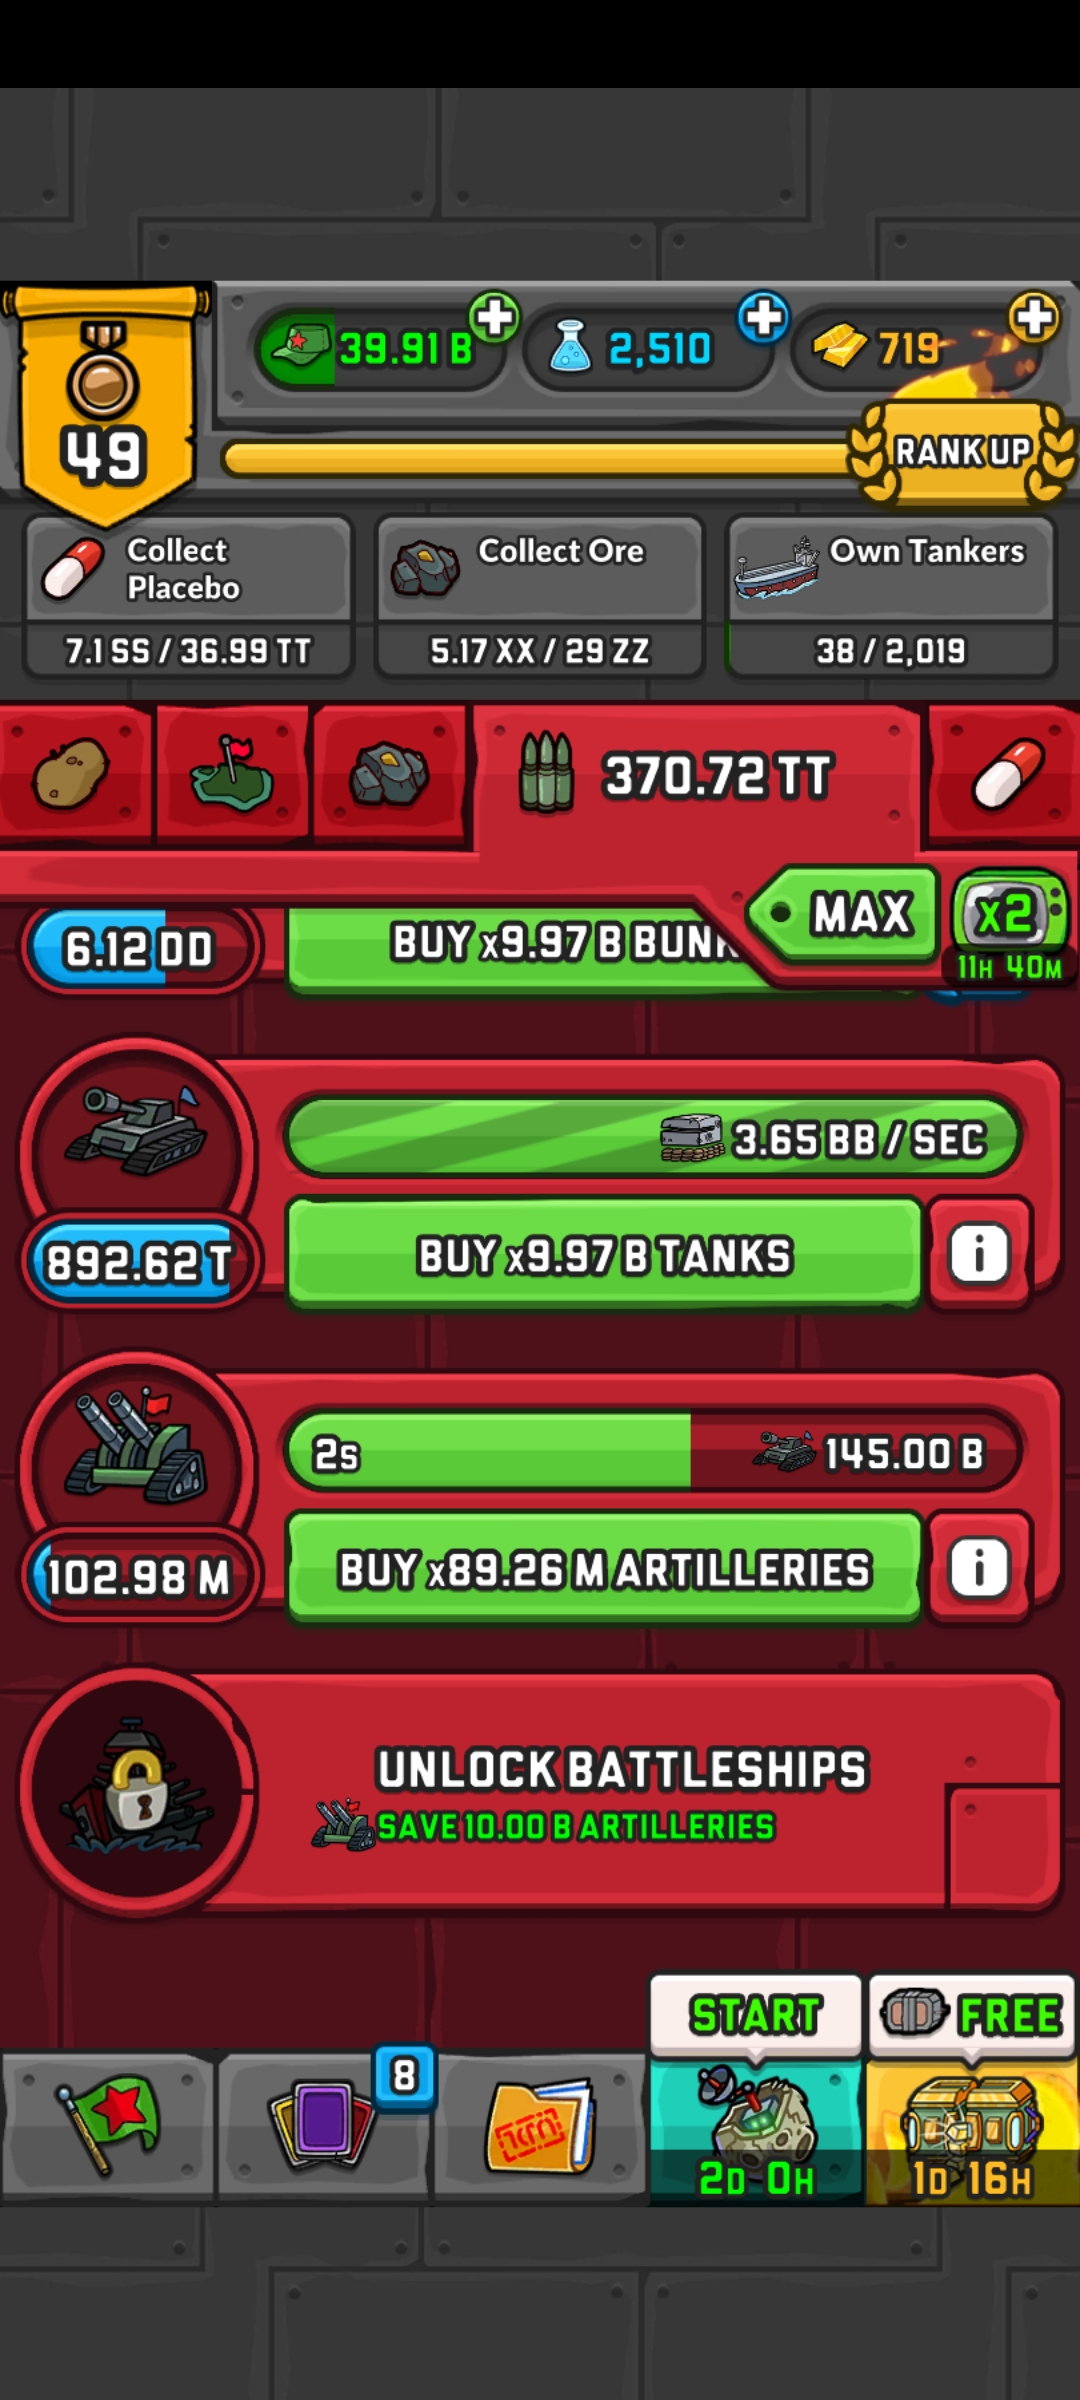 39.91 B
2,510
719
49
RANK UP
Collect
Placebo
7.1 SS / 36.99 TT
Collect Ore
5.17 XX / 29 ZZ
Own Tankers
38 / 2,019
370.72 TT
MAX
x2
11H 40M
6.12 DD
BUY x9.97 B BUN
3.65 BB / SEC
892.62 T
BUY x9.97 B TANKS
i
2s
145.00 B
102.98 M
BUY x89.26 M ARTILLERIES
i
UNLOCK BATTLESHIPS
SAVE 10.00 B ARTILLERIES
START
FREE
8
2D 0H
1D 16H